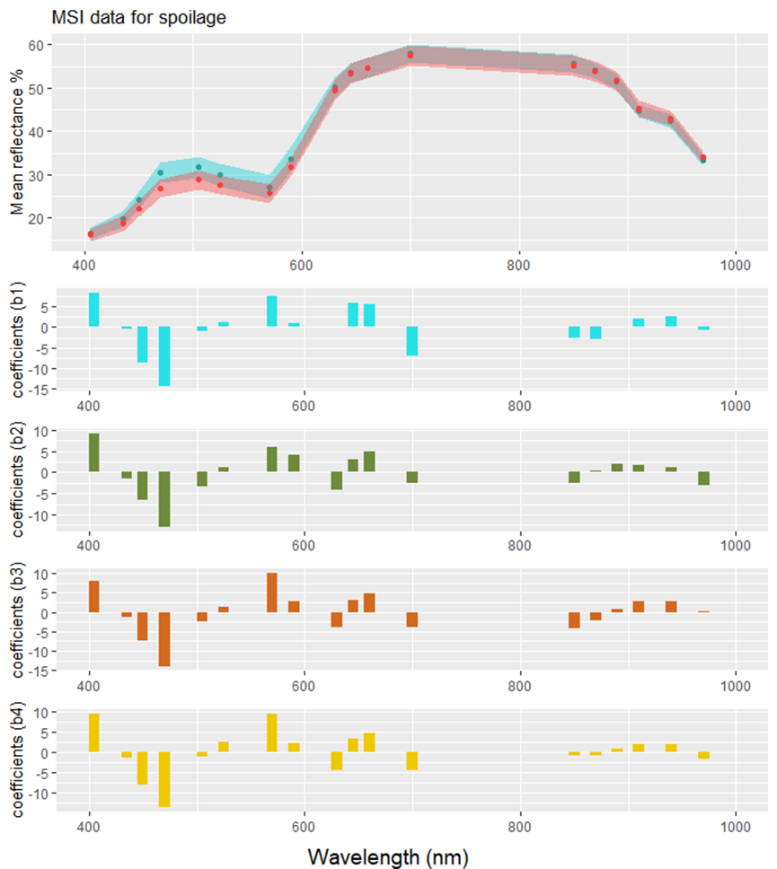 MSI data for spoilage
Mean reflectance %
60
50
40
30
20
400 600 800 1000
coefficients (b1)
5
0
-5
-10
-15
400 600 800 1000
coefficients (b2)
10
5
0
-5
-10
400 600 800 1000
coefficients (b3)
10
5
0
-5
-10
-15
400 600 800 1000
coefficients (b4)
10
5
0
-5
-10
400 600 800 1000
Wavelength (nm)